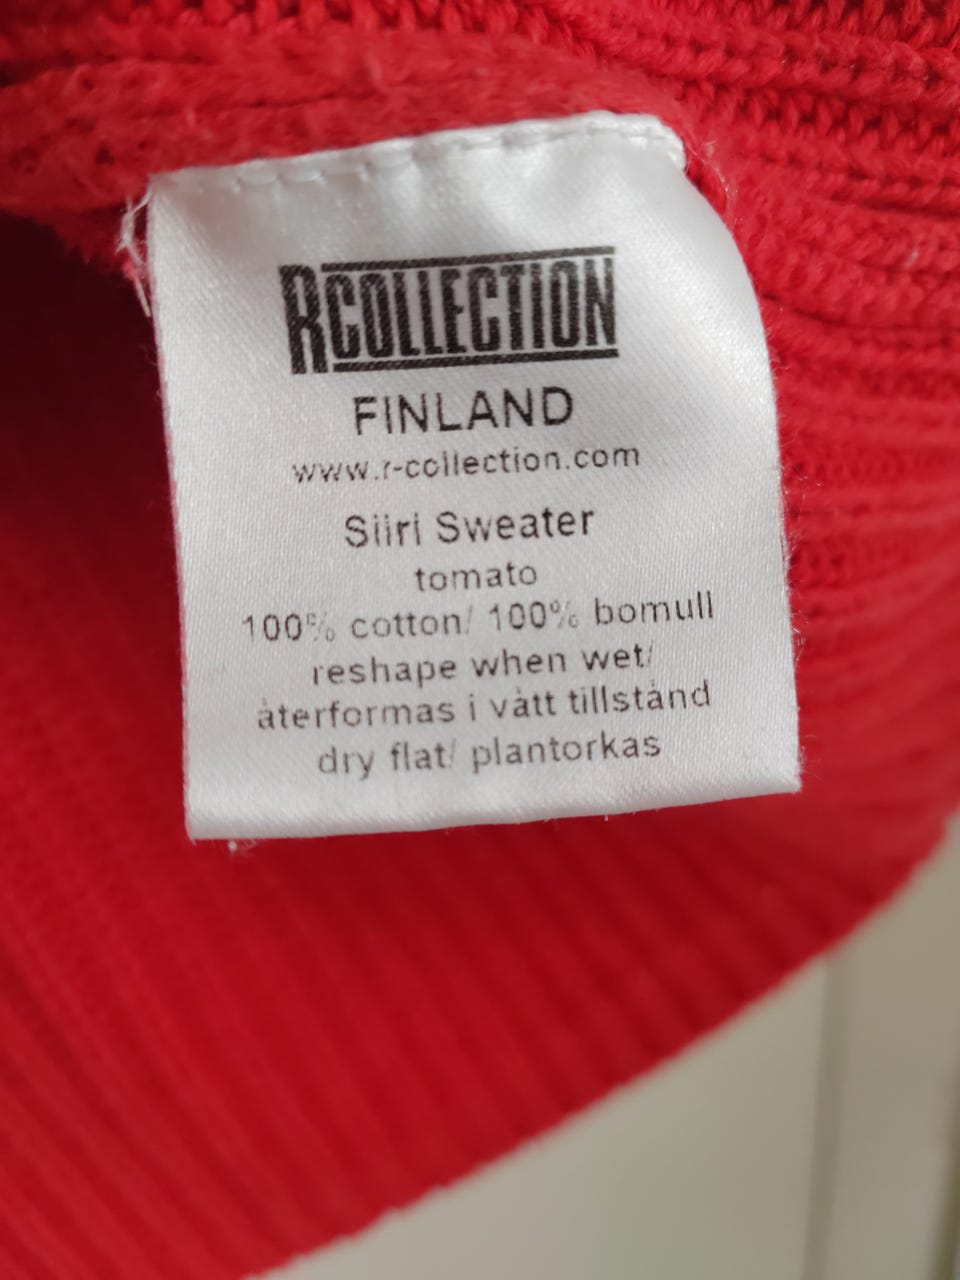 RCOLLECTION
FINLAND
www.r-collection.com
Siiri Sweater
tomato
100% cotton/ 100% bomull
reshape when wet/
återformas i vått tillstånd
dry flat/ plantorkas